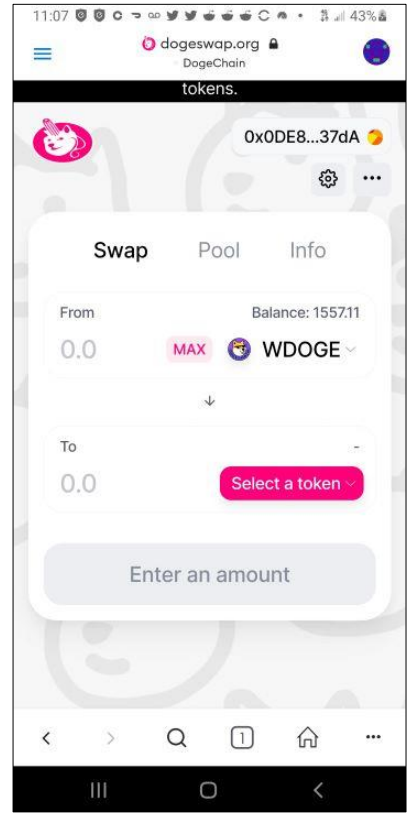 11:07 43%
dogeswap.org
DogeChain
tokens.
0x0DE8...37dA
Swap Pool Info
From Balance: 1557.11
0.0 MAX WDOGE
To -
0.0 Select a token
Enter an amount
1